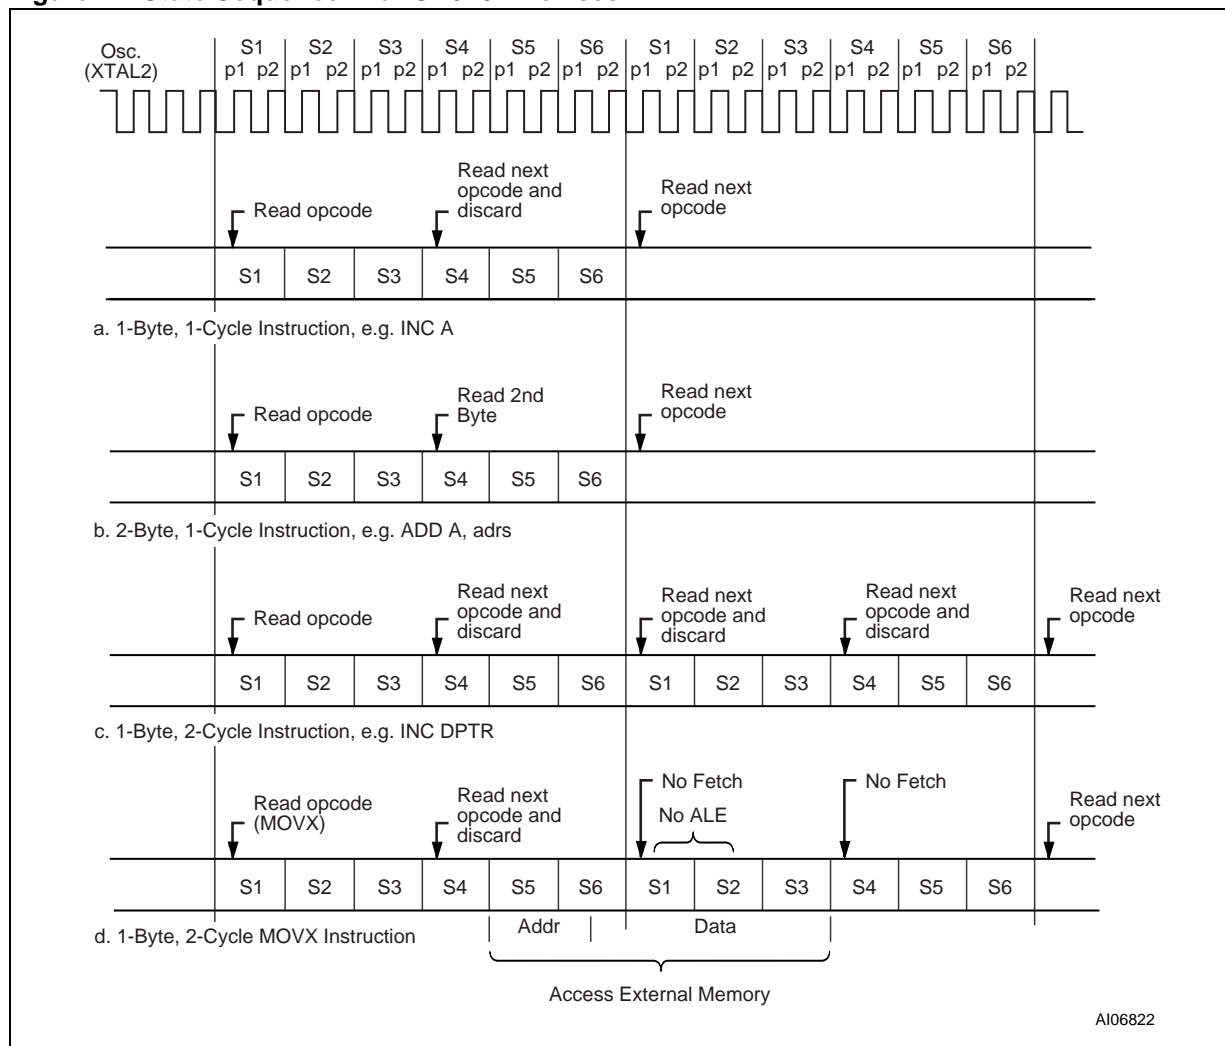 Osc.
(XTAL2)
S1 S2 S3 S4 S5 S6 S1 S2 S3 S4 S5 S6
p1 p2 p1 p2 p1 p2 p1 p2 p1 p2 p1 p2 p1 p2 p1 p2 p1 p2 p1 p2 p1 p2 p1 p2
Read opcode
Read next
opcode and
discard
Read next
opcode
S1 S2 S3 S4 S5 S6
a. 1-Byte, 1-Cycle Instruction, e.g. INC A
Read opcode
Read 2nd
Byte
Read next
opcode
S1 S2 S3 S4 S5 S6
b. 2-Byte, 1-Cycle Instruction, e.g. ADD A, adrs
Read opcode
Read next
opcode and
discard
Read next
opcode and
discard
Read next
opcode and
discard
Read next
opcode
S1 S2 S3 S4 S5 S6 S1 S2 S3 S4 S5 S6
c. 1-Byte, 2-Cycle Instruction, e.g. INC DPTR
Read opcode
(MOVX)
Read next
opcode and
discard
No Fetch
No ALE
No Fetch
Read next
opcode
S1 S2 S3 S4 S5 S6 S1 S2 S3 S4 S5 S6
d. 1-Byte, 2-Cycle MOVX Instruction
Addr
Data
Access External Memory
AI06822